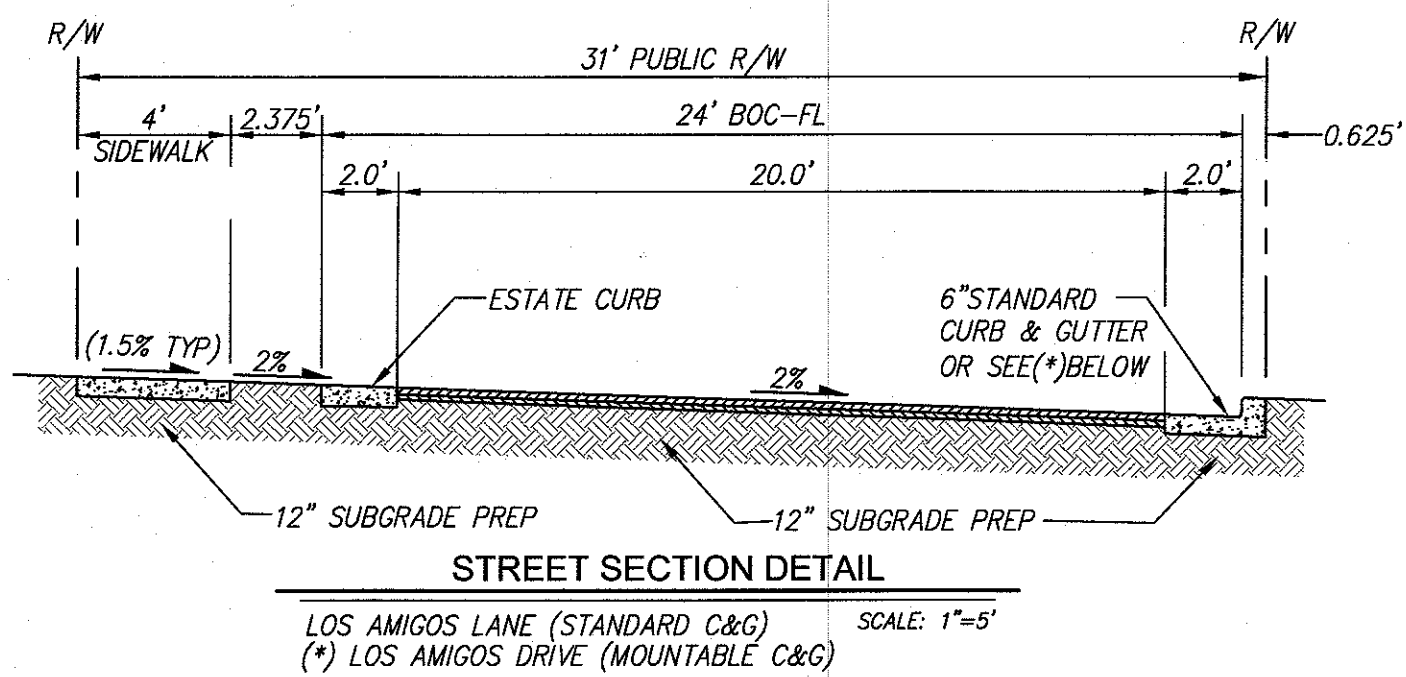 R/W
R/W
31' PUBLIC R/W
4'
SIDEWALK
2.375'
24' BOC-FL
0.625'
2.0'
20.0'
2.0'
ESTATE CURB
6"STANDARD
CURB & GUTTER
OR SEE(*)BELOW
(1.5% TYP)
2%
2%
12" SUBGRADE PREP
12" SUBGRADE PREP
STREET SECTION DETAIL
LOS AMIGOS LANE (STANDARD C&G)
SCALE: 1"=5'
(*) LOS AMIGOS DRIVE (MOUNTABLE C&G)